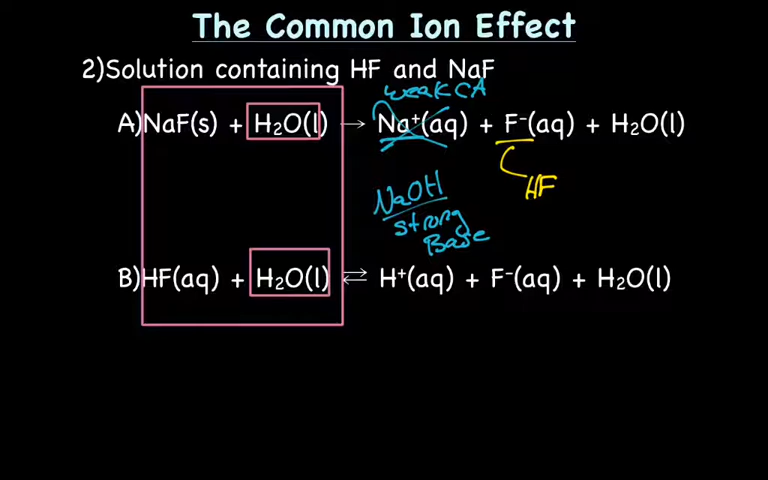 The Common Ion Effect
2)Solution containing HF and NaF
weak CA
A)NaF(s) + H₂O(l) → Na⁺(aq) + F⁻(aq) + H₂O(l)
HF
NaOH
strong
Base
B)HF(aq) + H₂O(l) ⇌ H⁺(aq) + F⁻(aq) + H₂O(l)